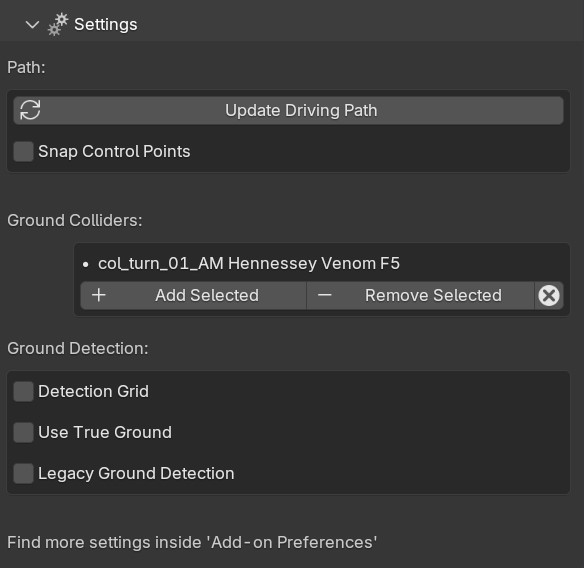 Settings
Path:
Update Driving Path
Snap Control Points
Ground Colliders:
• col_turn_01_AM Hennessey Venom F5
+ Add Selected − Remove Selected
Ground Detection:
Detection Grid
Use True Ground
Legacy Ground Detection
Find more settings inside 'Add-on Preferences'